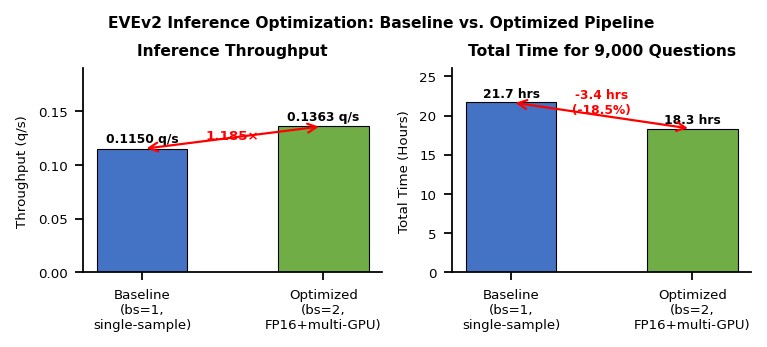 EVEv2 Inference Optimization: Baseline vs. Optimized Pipeline
Inference Throughput
Throughput (q/s)
0.15
0.10
0.05
0.00
0.1150 q/s
1.185×
0.1363 q/s
Baseline
(bs=1,
single-sample)
Optimized
(bs=2,
FP16+multi-GPU)
Total Time for 9,000 Questions
Total Time (Hours)
25
20
15
10
5
0
21.7 hrs
-3.4 hrs
(-18.5%)
18.3 hrs
Baseline
(bs=1,
single-sample)
Optimized
(bs=2,
FP16+multi-GPU)